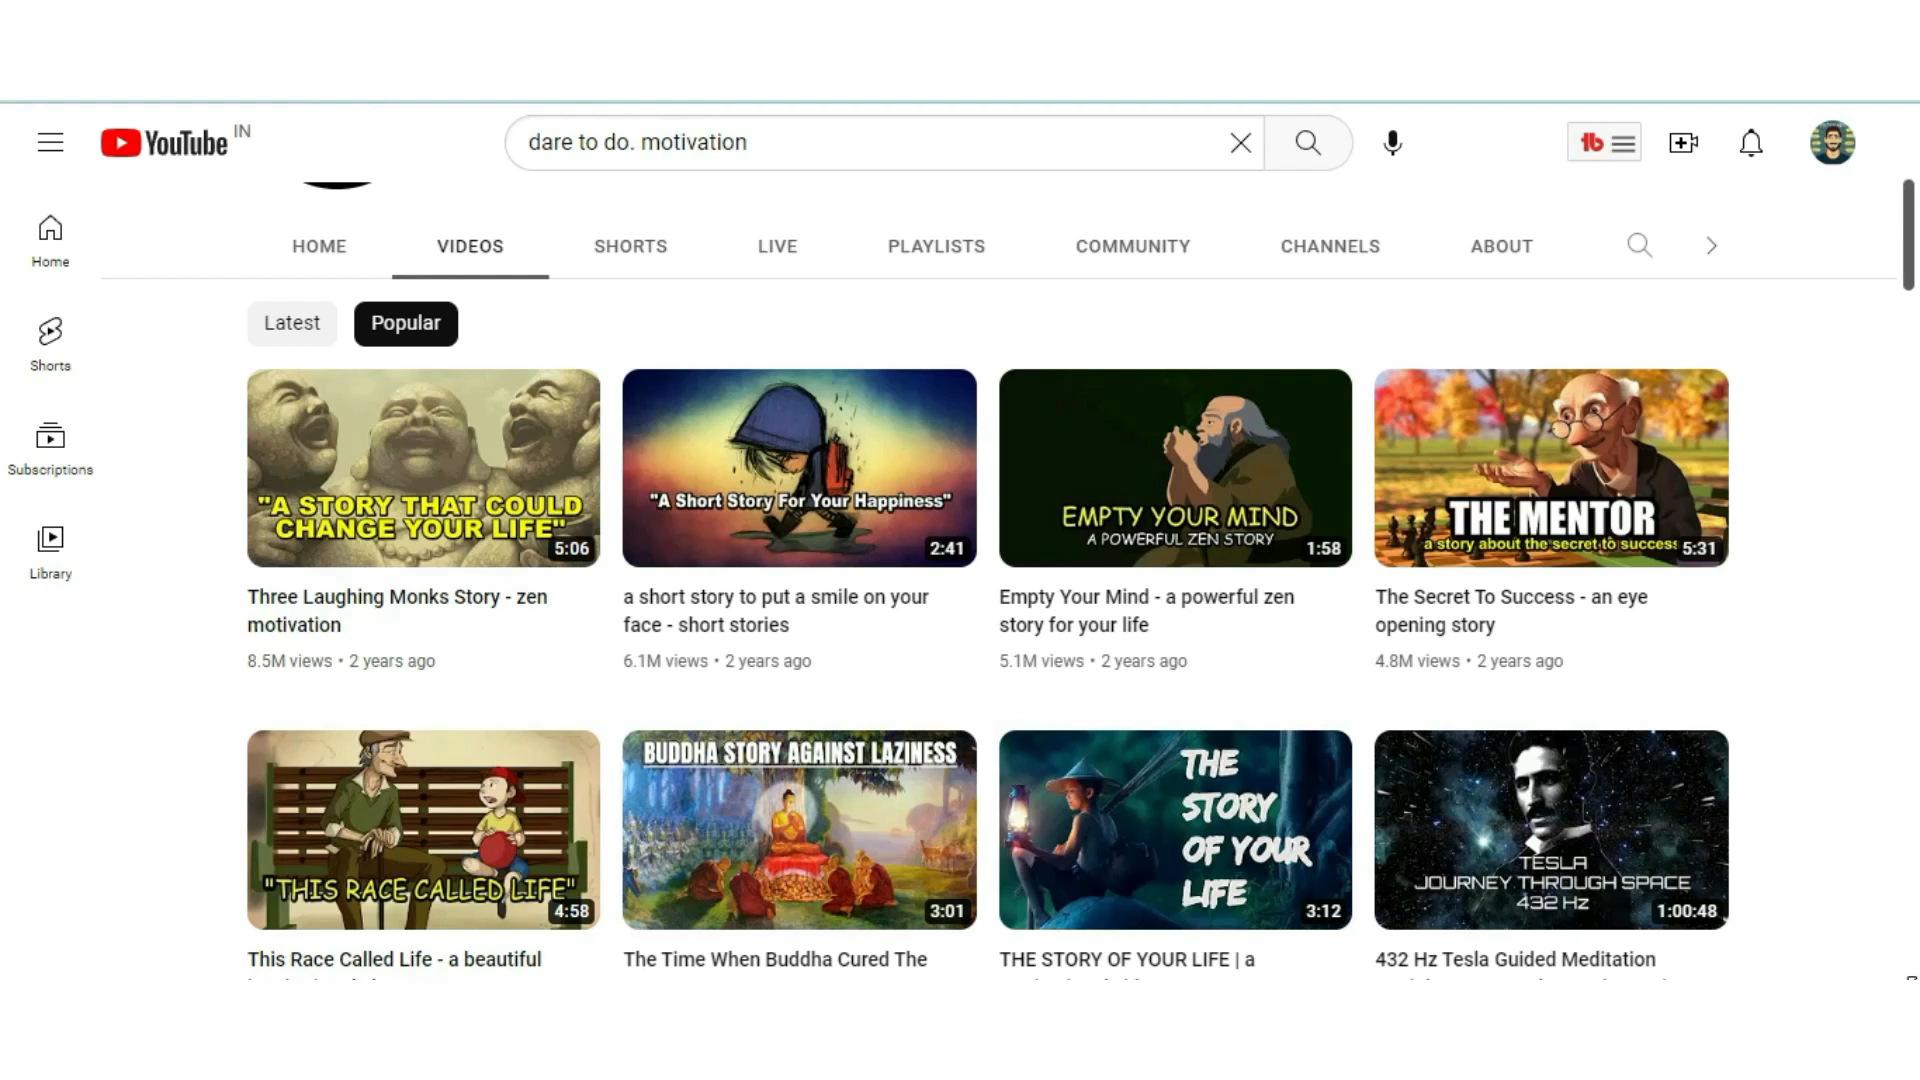 YouTube IN
dare to do. motivation
Home
Shorts
Subscriptions
Library
HOME
VIDEOS
SHORTS
LIVE
PLAYLISTS
COMMUNITY
CHANNELS
ABOUT
Latest
Popular
"A STORY THAT COULD
CHANGE YOUR LIFE"
5:06
Three Laughing Monks Story - zen
motivation
8.5M views • 2 years ago
"A Short Story For Your Happiness"
2:41
a short story to put a smile on your
face - short stories
6.1M views • 2 years ago
EMPTY YOUR MIND
A POWERFUL ZEN STORY
1:58
Empty Your Mind - a powerful zen
story for your life
5.1M views • 2 years ago
THE MENTOR
a story about the secret to success
5:31
The Secret To Success - an eye
opening story
4.8M views • 2 years ago
"THIS RACE CALLED LIFE"
4:58
This Race Called Life - a beautiful
BUDDHA STORY AGAINST LAZINESS
3:01
The Time When Buddha Cured The
THE
STORY
OF YOUR
LIFE
3:12
THE STORY OF YOUR LIFE | a
TESLA
JOURNEY THROUGH SPACE
432 Hz
1:00:48
432 Hz Tesla Guided Meditation